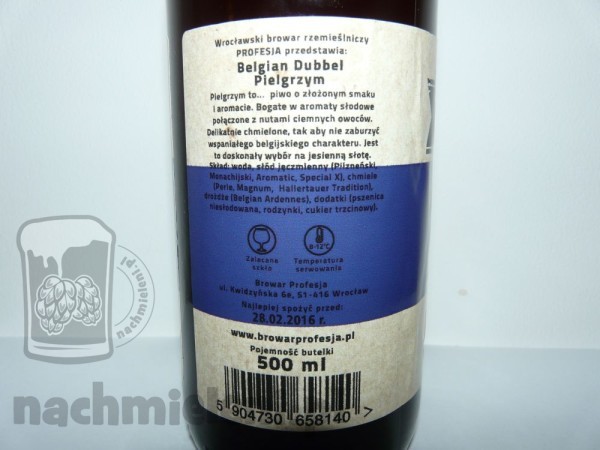 Wrocławski browar rzemieślniczy
PROFESJA przedstawia:
Belgian Dubbel
Pielgrzym
Pielgrzym to... piwo o złożonym smaku
i aromacie. Bogate w aromaty słodowe
połączone z nutami ciemnych owoców.
Delikatnie chmielone, tak aby nie zaburzyć
wspaniałego belgijskiego charakteru. Jest
to doskonały wybór na jesienną słotę.
Skład: woda, słód jęczmienny (Pilzneński,
Monachijski, Aromatic, Special X), chmiele
(Perle, Magnum, Hallertauer Tradition),
drożdże (Belgian Ardennes), dodatki (pszenica
niesłodowana, rodzynki, cukier trzcinowy).
8-12°C
Zalecane
szkło
Temperatura
serwowania
Browar Profesja
ul. Kwidzyńska 6e, 51-416 Wrocław
Najlepiej spożyć przed:
28.02.2016 r.
www.browarprofesja.pl
Pojemność butelki
500 ml
5 904730 658140 >
nachmieleni.pl
nachmiel